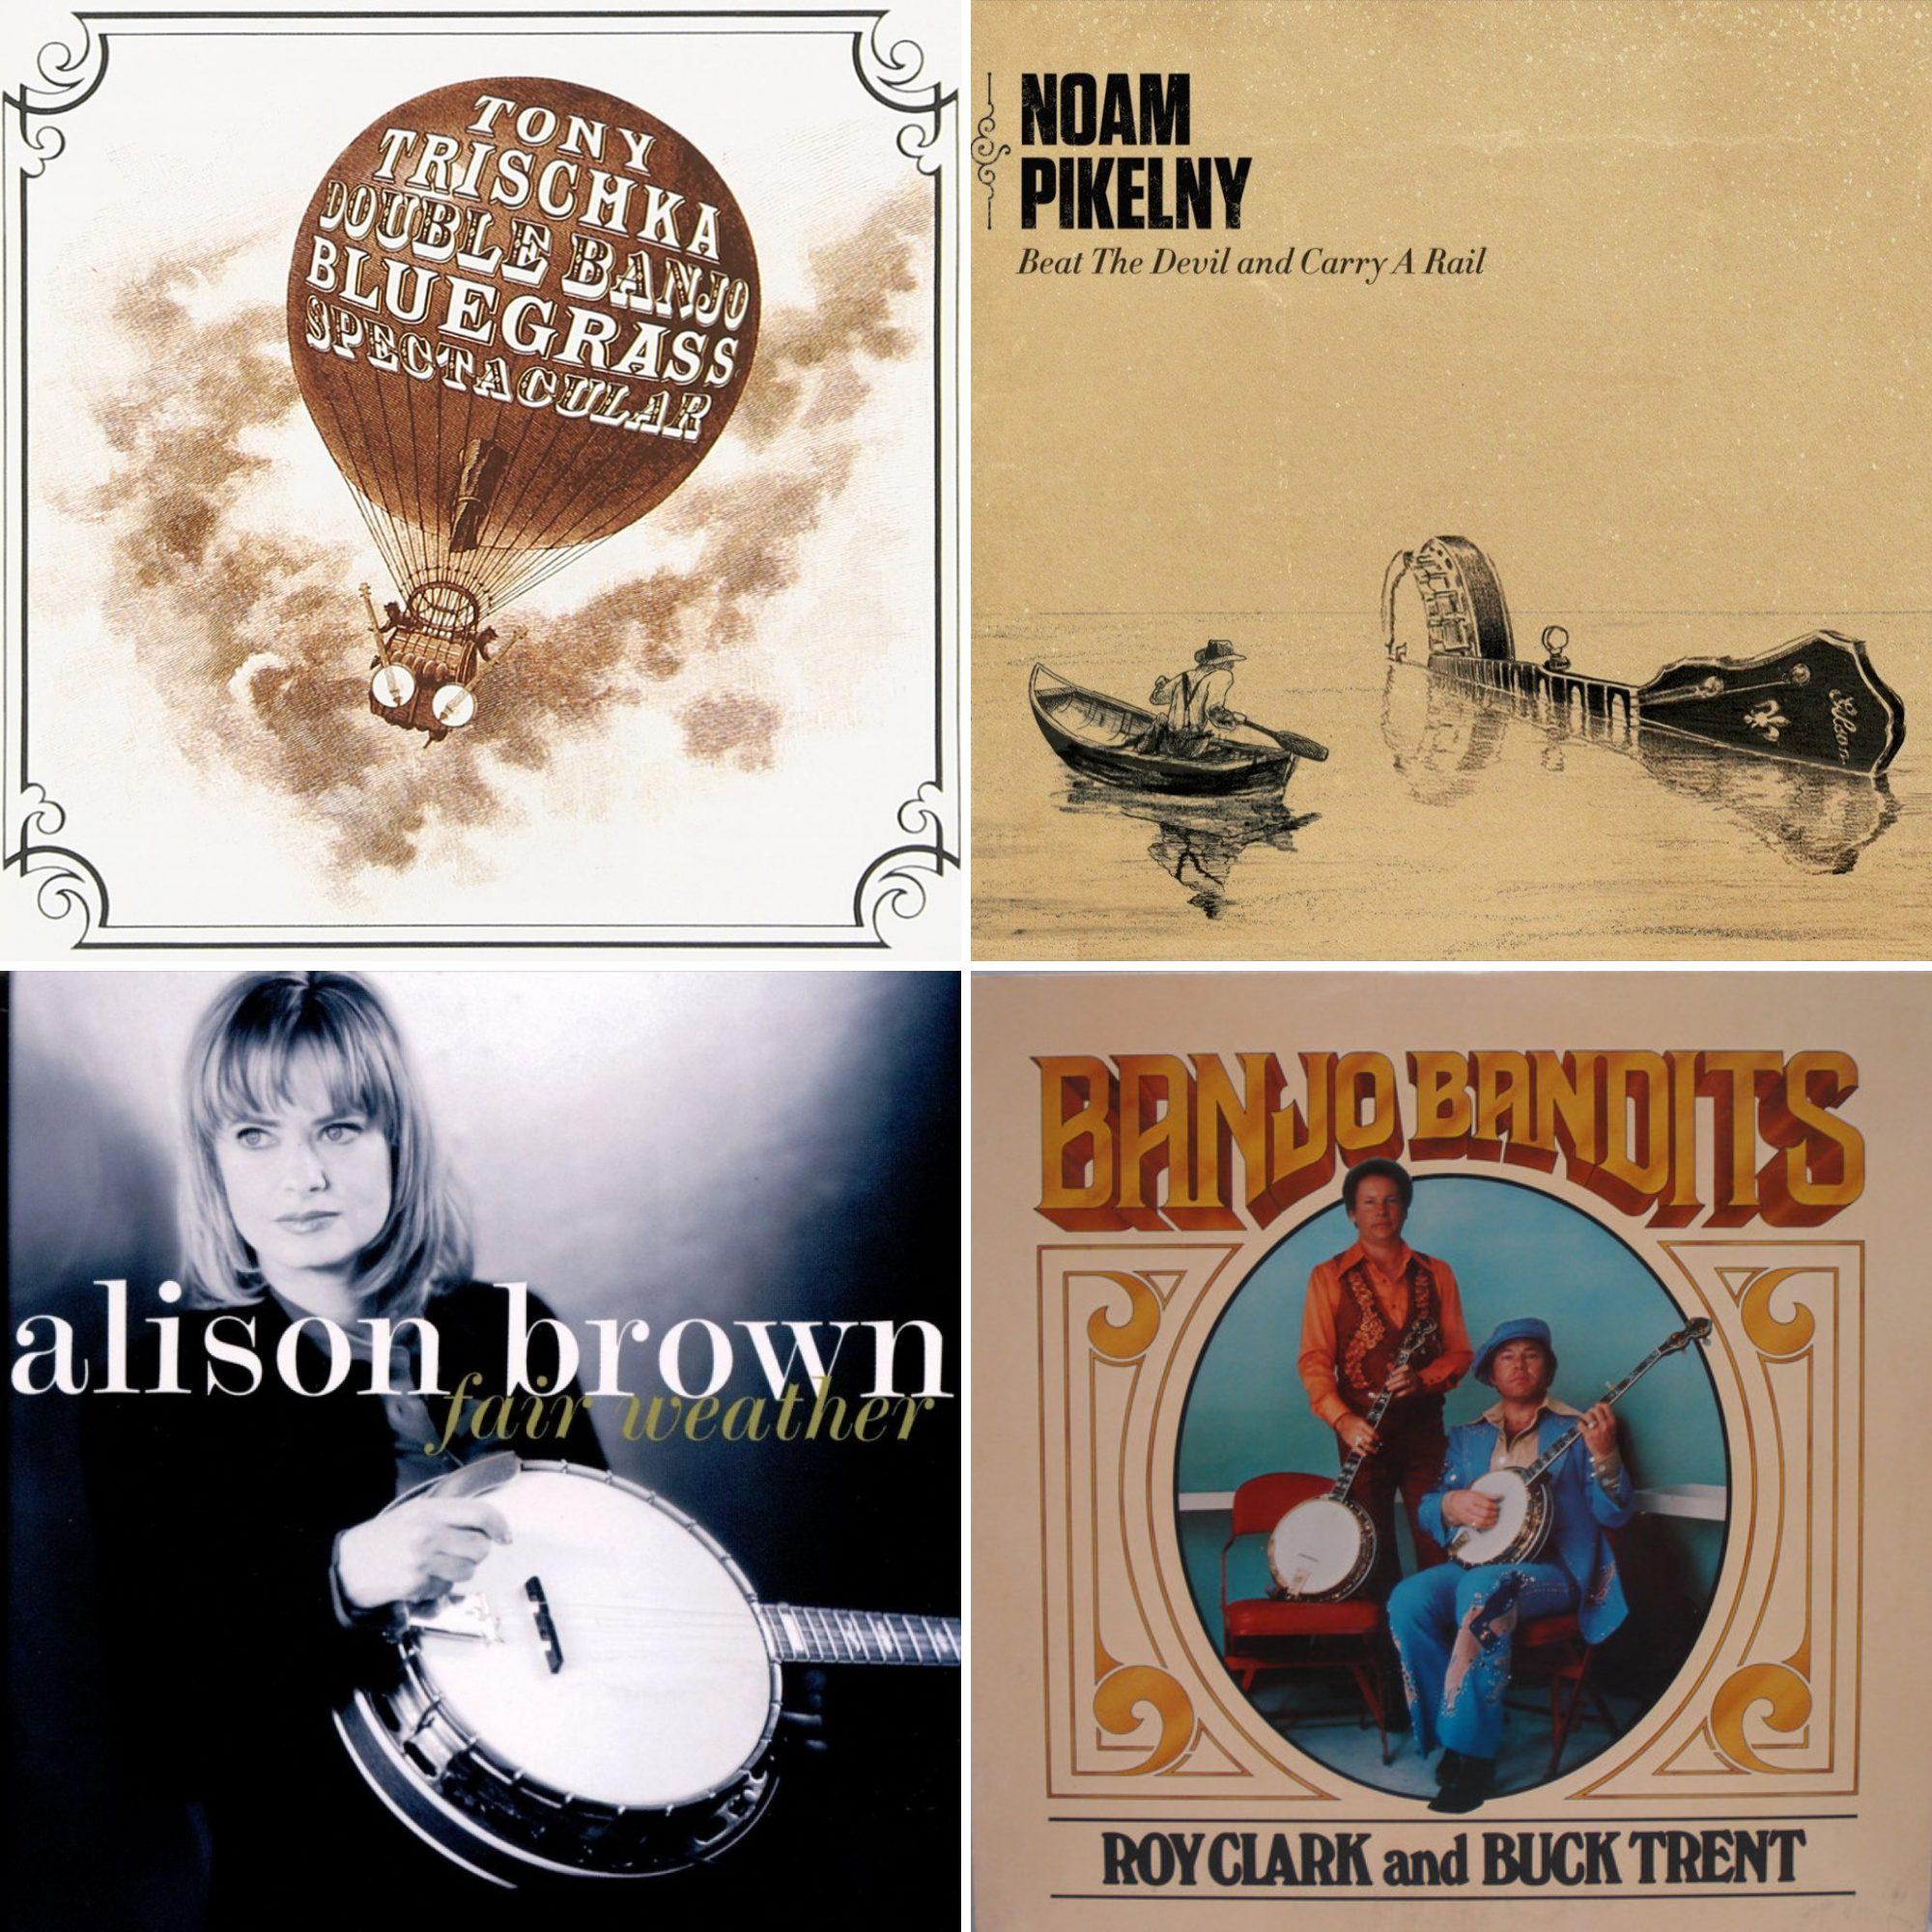 TONY
TRISCHKA
DOUBLE BANJO
BLUEGRASS
SPECTACULAR
NOAM
PIKELNY
Beat The Devil and Carry A Rail
Gibson
alison brown
fair weather
BANJO BANDITS
ROY CLARK and BUCK TRENT